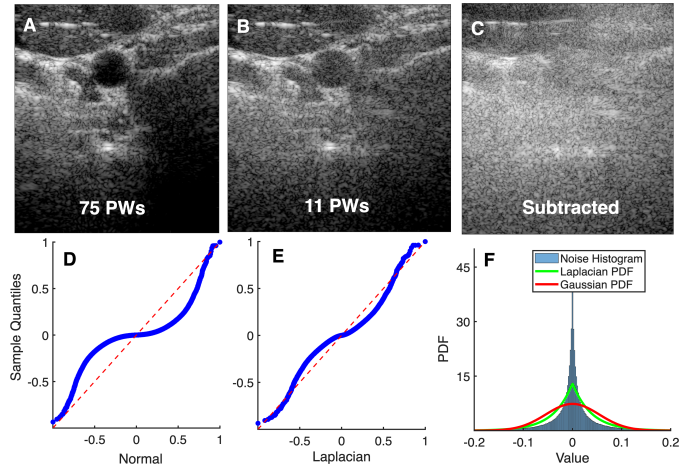 A
B
C
75 PWs
11 PWs
Subtracted
D
1
0.5
0
-0.5
-0.5
0
0.5
1
Sample Quantiles
Normal
E
1
0.5
0
-0.5
-0.5
0
0.5
1
Laplacian
F
Noise Histogram
Laplacian PDF
Gaussian PDF
45
30
15
PDF
-0.2
-0.1
0
0.1
0.2
Value